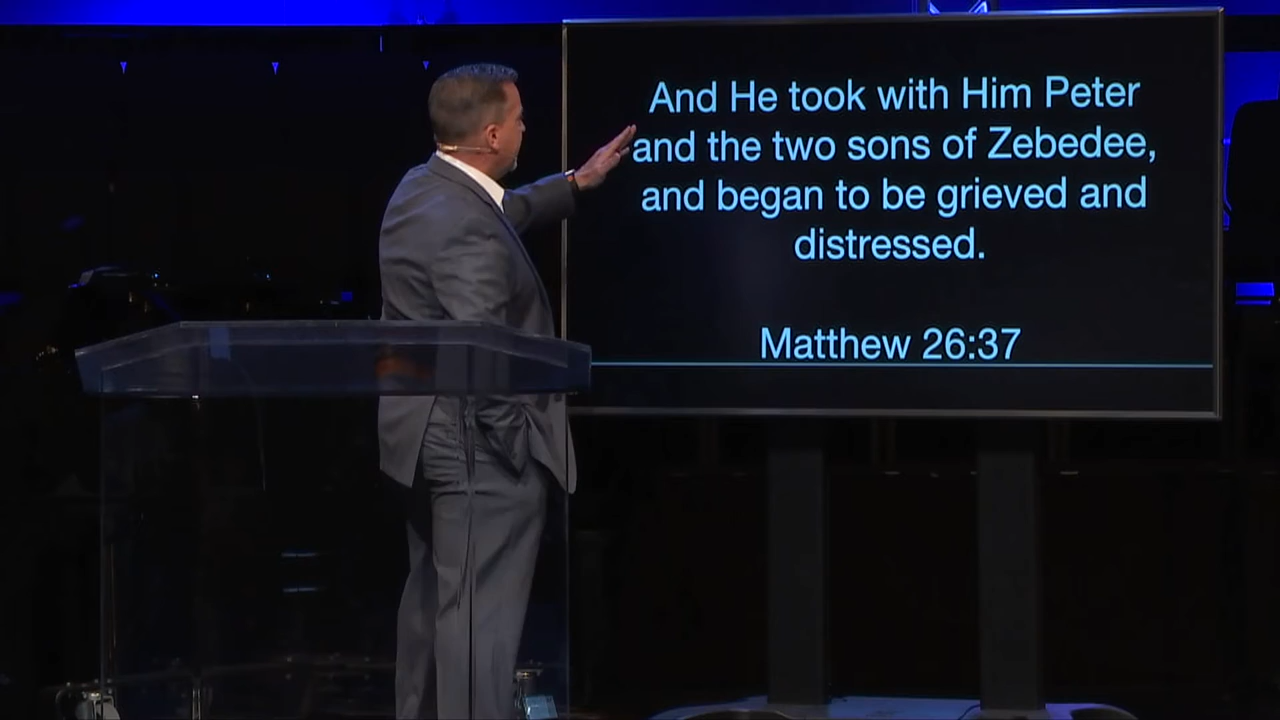 And He took with Him Peter
and the two sons of Zebedee,
and began to be grieved and
distressed.
Matthew 26:37